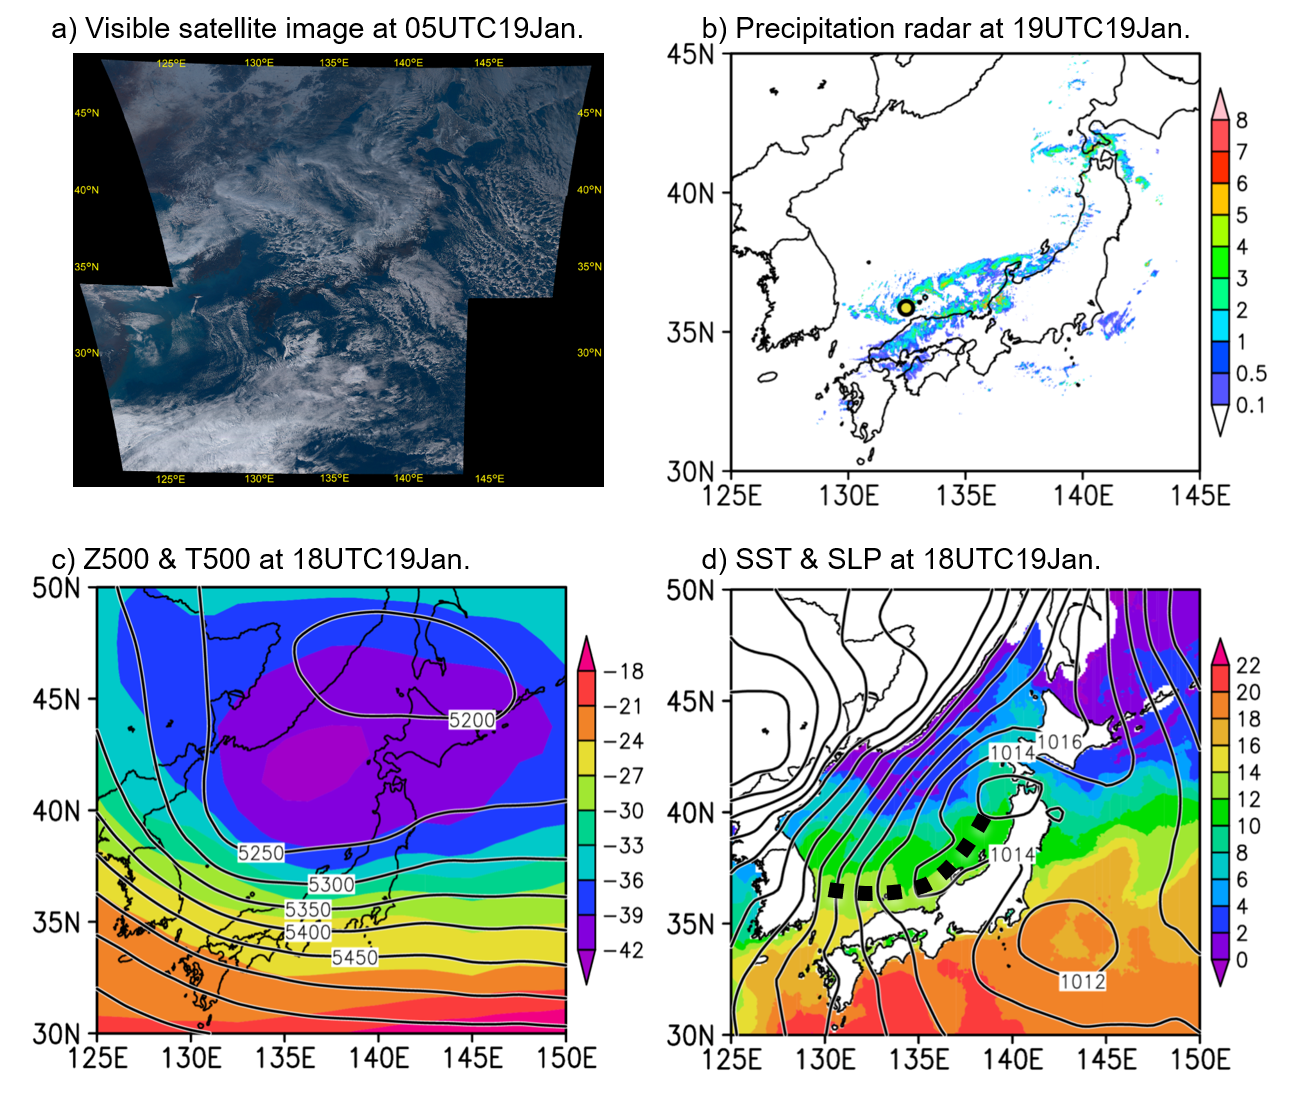 a) Visible satellite image at 05UTC19Jan.
125°E 130°E 135°E 140°E 145°E
45°N 45°N
40°N 40°N
35°N 35°N
30°N 30°N
125°E 130°E 135°E 140°E 145°E
b) Precipitation radar at 19UTC19Jan.
45N
40N
35N
30N
125E 130E 135E 140E 145E
8
7
6
5
4
3
2
1
0.5
0.1
c) Z500 & T500 at 18UTC19Jan.
50N
45N
40N
35N
30N
125E 130E 135E 140E 145E 150E
5200
5250
5300
5350
5400
5450
-18
-21
-24
-27
-30
-33
-36
-39
-42
d) SST & SLP at 18UTC19Jan.
50N
45N
40N
35N
30N
125E 130E 135E 140E 145E 150E
1016
1014
1014
1012
22
20
18
16
14
12
10
8
6
4
2
0